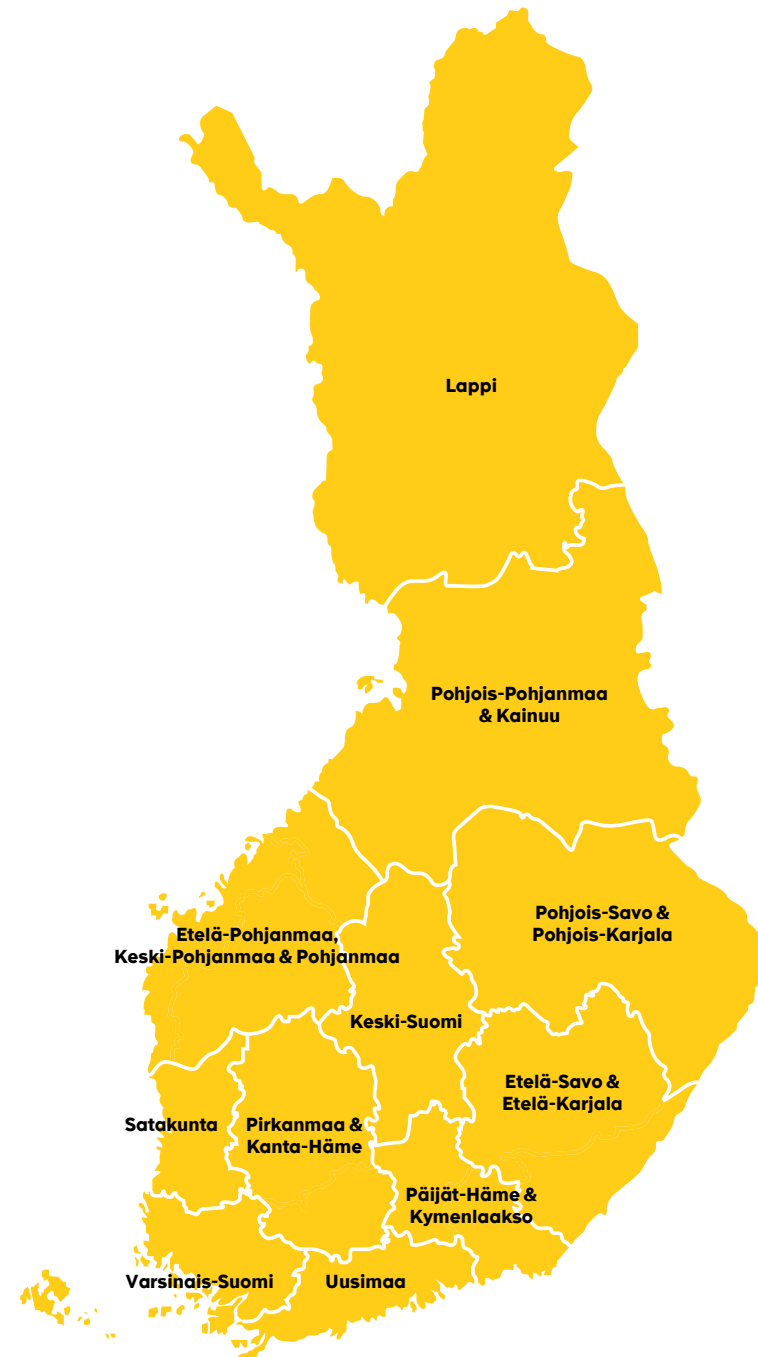 Lappi
Pohjois-Pohjanmaa
& Kainuu
Pohjois-Savo &
Pohjois-Karjala
Etelä-Pohjanmaa,
Keski-Pohjanmaa & Pohjanmaa
Keski-Suomi
Etelä-Savo &
Etelä-Karjala
Satakunta
Pirkanmaa &
Kanta-Häme
Päijät-Häme &
Kymenlaakso
Varsinais-Suomi
Uusimaa